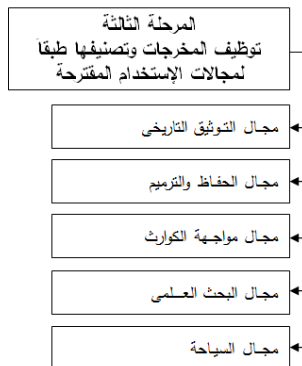 المرحلة الثالثة
توظيف المخرجات وتصنيفها طبقاً
لمجالات الإستخدام المقترحة
مجال التوثيق التاريخى
مجال الحفاظ والترميم
مجال مواجهة الكوارث
مجال البحث العـــلمى
مجال السياحة